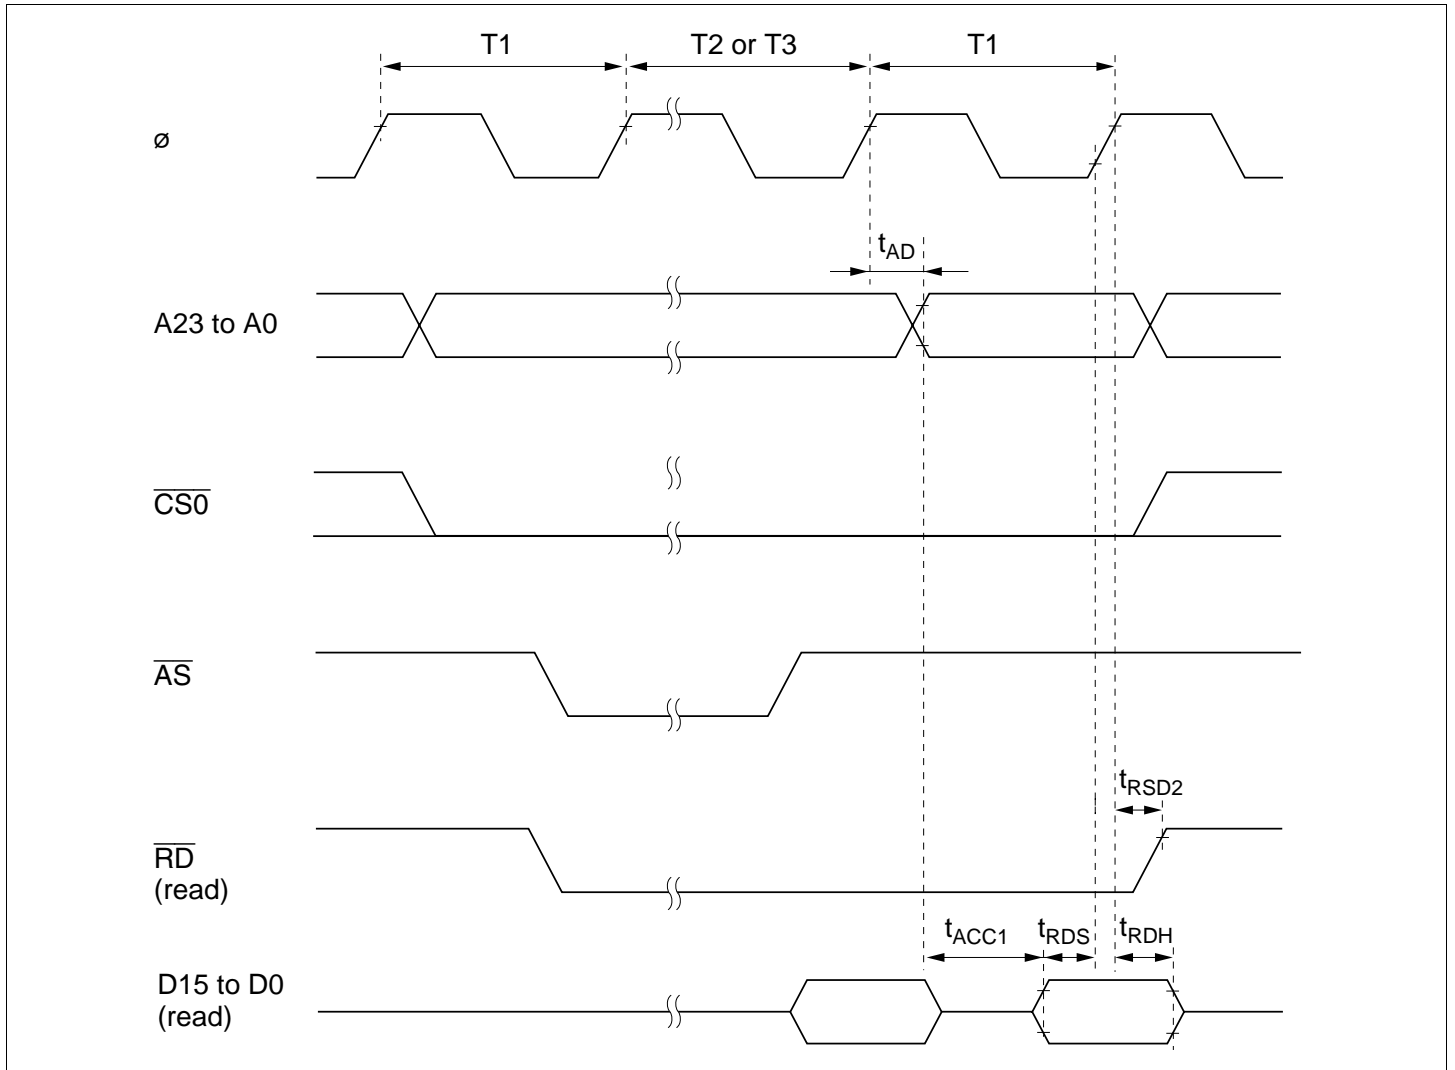 T1 T2 or T3 T1
ø
tAD
A23 to A0
CS0
AS
tRSD2
RD
(read)
tACC1 tRDS tRDH
D15 to D0
(read)